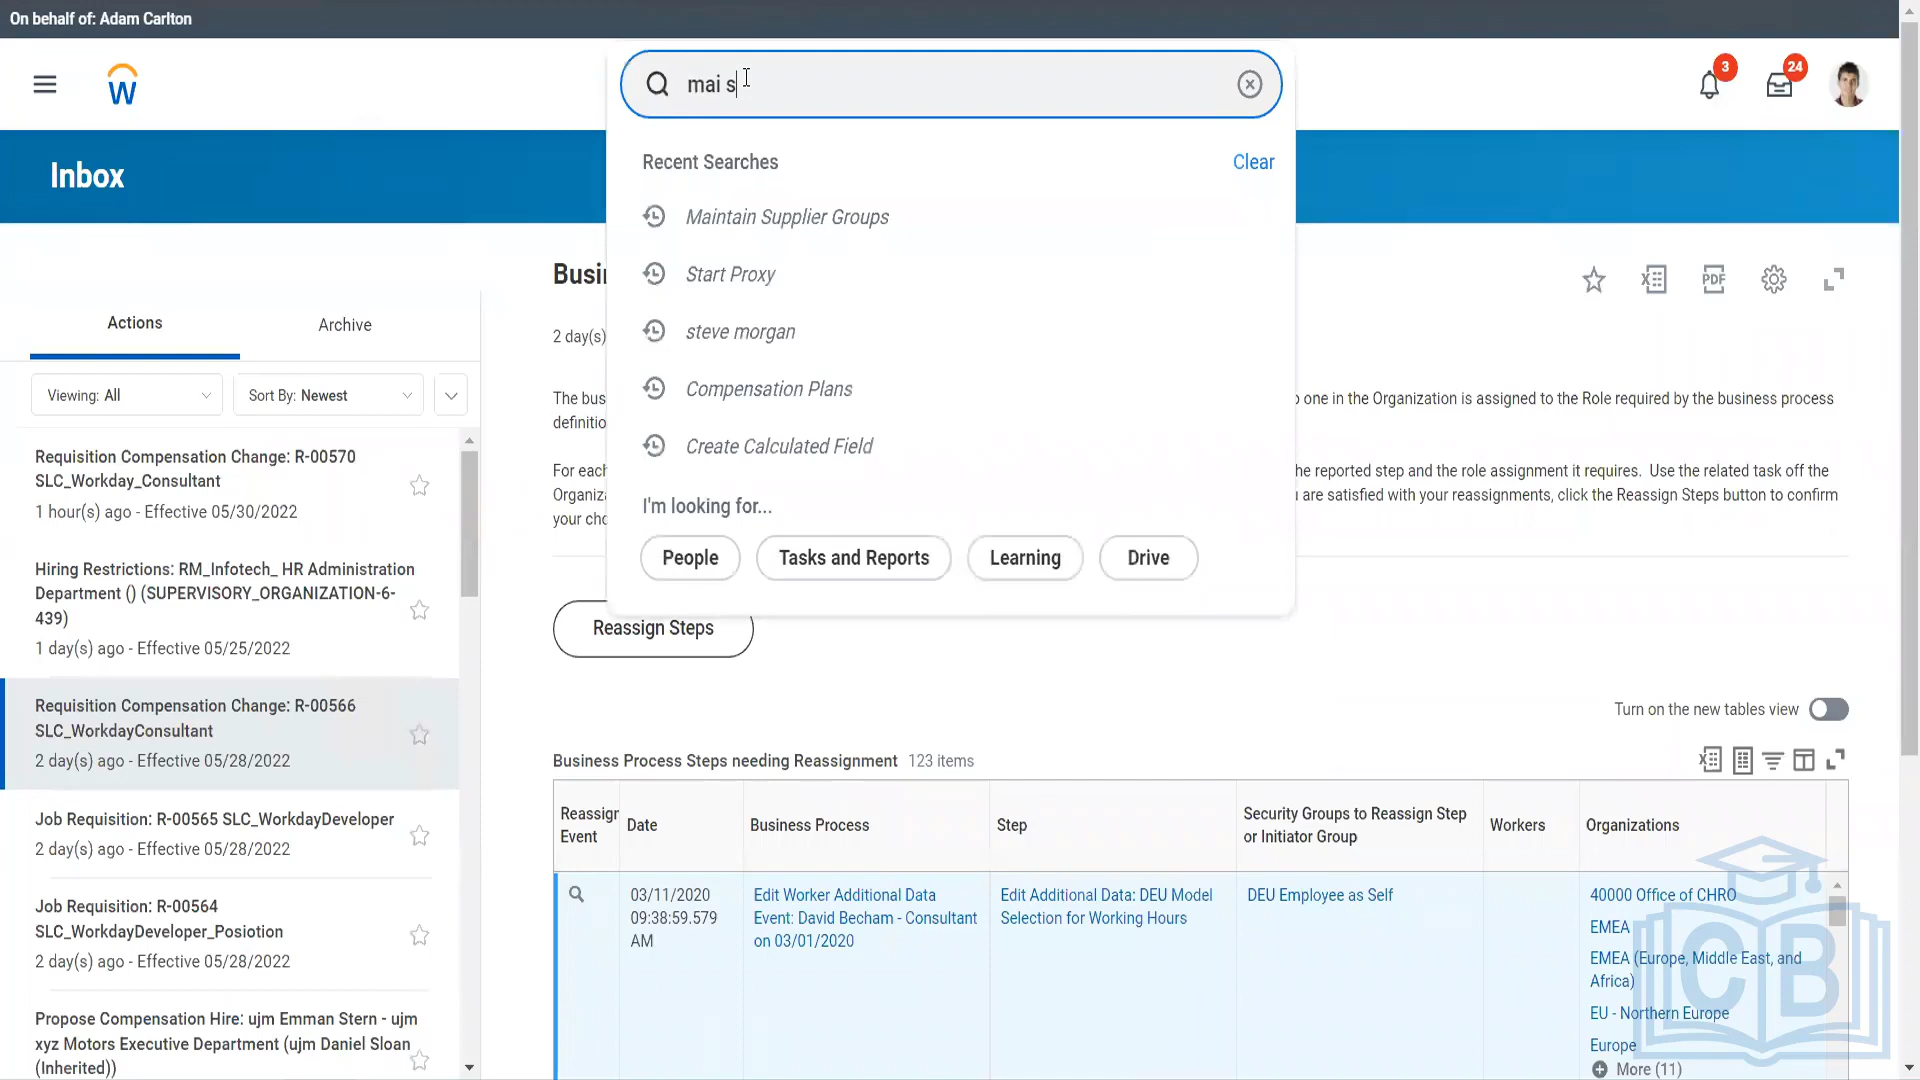 On behalf of: Adam Carlton
W
mai s
3
24
Inbox
Recent Searches
Clear
Maintain Supplier Groups
Start Proxy
steve morgan
Compensation Plans
Create Calculated Field
I'm looking for...
People
Tasks and Reports
Learning
Drive
Actions
Archive
Viewing: All
Sort By: Newest
Requisition Compensation Change: R-00570
SLC_Workday_Consultant
1 hour(s) ago - Effective 05/30/2022
Hiring Restrictions: RM_Infotech_ HR Administration
Department () (SUPERVISORY_ORGANIZATION-6-
439)
1 day(s) ago - Effective 05/25/2022
Requisition Compensation Change: R-00566
SLC_WorkdayConsultant
2 day(s) ago - Effective 05/28/2022
Job Requisition: R-00565 SLC_WorkdayDeveloper
2 day(s) ago - Effective 05/28/2022
Job Requisition: R-00564
SLC_WorkdayDeveloper_Posiotion
2 day(s) ago - Effective 05/28/2022
Propose Compensation Hire: ujm Emman Stern - ujm
xyz Motors Executive Department (ujm Daniel Sloan
(Inherited))
Busi
PDF
2 day(s)
The bus
one in the Organization is assigned to the Role required by the business process
definitio
For each
he reported step and the role assignment it requires. Use the related task off the
Organiza
are satisfied with your reassignments, click the Reassign Steps button to confirm
your cho
Reassign Steps
Turn on the new tables view
Business Process Steps needing Reassignment 123 items
Reassign
Event
Date
Business Process
Step
Security Groups to Reassign Step
or Initiator Group
Workers
Organizations
03/11/2020
09:38:59.579
AM
Edit Worker Additional Data
Event: David Becham - Consultant
on 03/01/2020
Edit Additional Data: DEU Model
Selection for Working Hours
DEU Employee as Self
40000 Office of CHRO
EMEA
EMEA (Europe, Middle East, and
Africa)
EU - Northern Europe
Europe
More (11)
CB